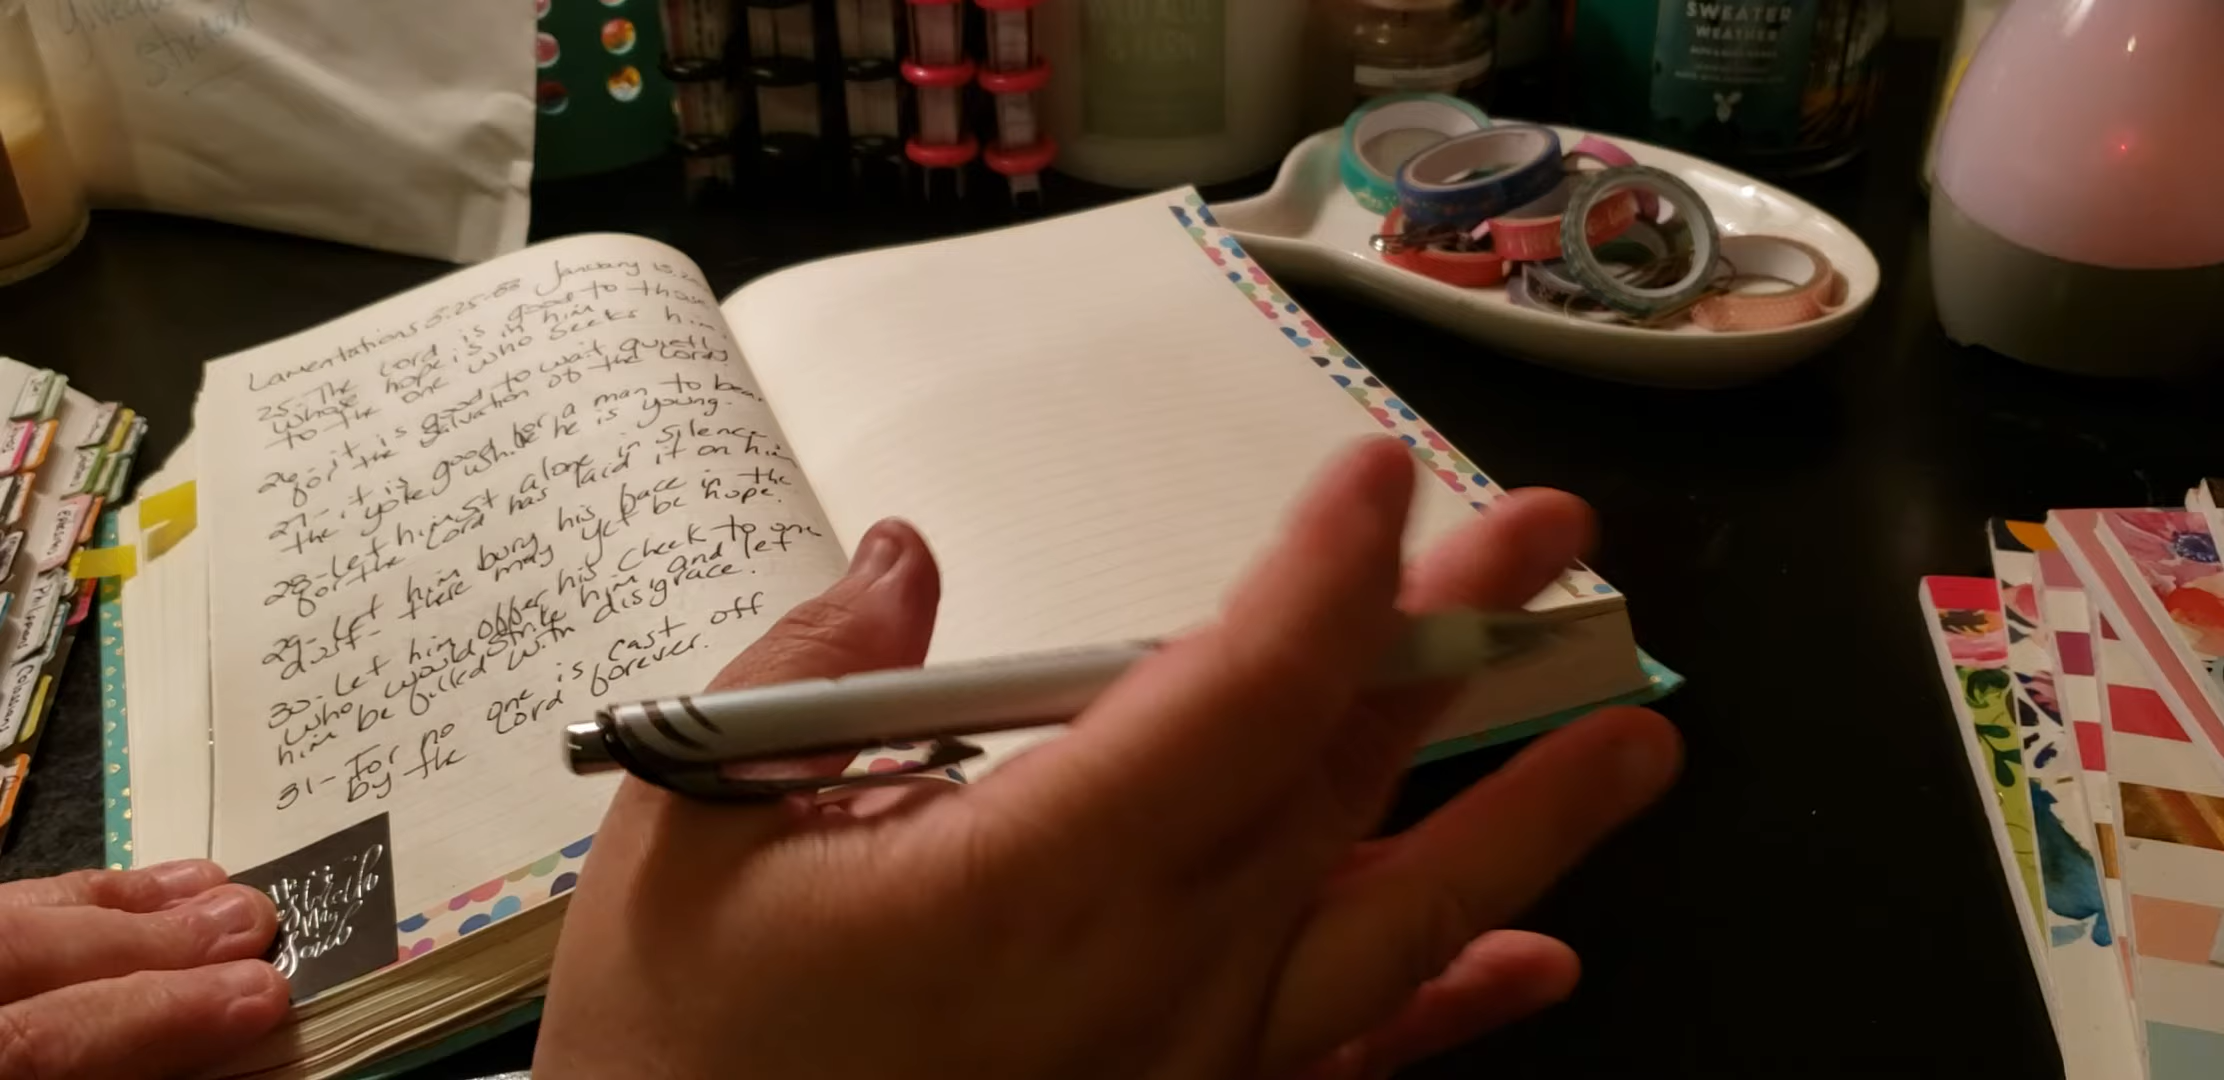 Lamentations 3:25-33 January 15,
25- The Lord is good to those
whose hope is in him
to the one who seeks him;
26- it is good to wait quietly
for the salvation of the Lord.
27- it is good for a man to bear
the yoke while he is young.
28- Let him sit alone in silence
for the Lord has laid it on him
29- Let him bury his face in the
dust- there may yet be hope.
30- Let him offer his cheek to one
who would strike him, and let
him be filled with disgrace.
31- For no one is cast off
by the Lord forever.
My
Soul
SWEATER
WEATHER
Philippians
Colossians